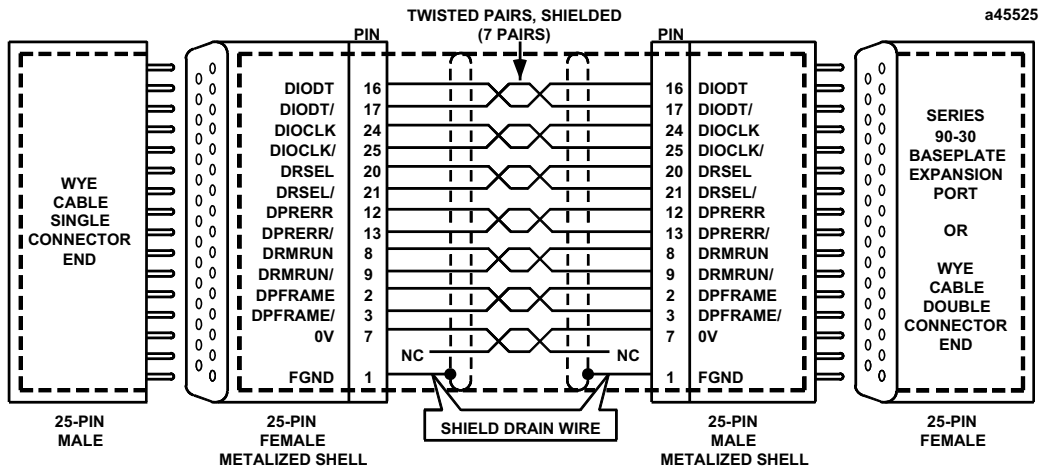 TWISTED PAIRS, SHIELDED
(7 PAIRS)
a45525
PIN
PIN
DIODT 16
16 DIODT
DIODT/ 17
17 DIODT/
DIOCLK 24
24 DIOCLK
DIOCLK/ 25
25 DIOCLK/
DRSEL 20
20 DRSEL
DRSEL/ 21
21 DRSEL/
DPRERR 12
12 DPRERR
DPRERR/ 13
13 DPRERR/
DRMRUN 8
8 DRMRUN
DRMRUN/ 9
9 DRMRUN/
DPFRAME 2
2 DPFRAME
DPFRAME/ 3
3 DPFRAME/
0V 7
7 0V
NC
NC
FGND 1
1 FGND
WYE
CABLE
SINGLE
CONNECTOR
END
SERIES
90-30
BASEPLATE
EXPANSION
PORT
OR
WYE
CABLE
DOUBLE
CONNECTOR
END
SHIELD DRAIN WIRE
25-PIN
MALE
25-PIN
FEMALE
METALIZED SHELL
25-PIN
MALE
METALIZED SHELL
25-PIN
FEMALE